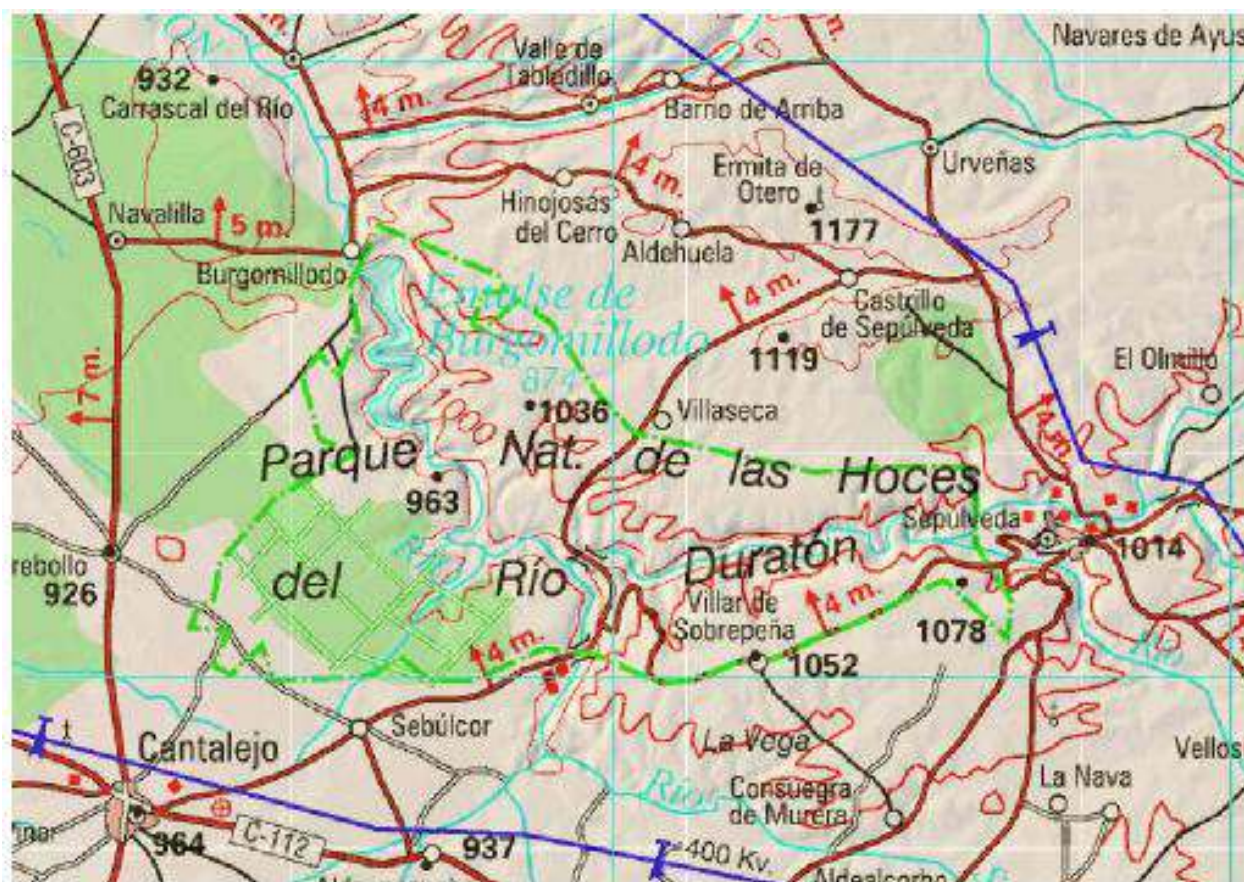 Navares de Ayus
Valle de
Tabladillo
932
Carrascal del Río
4 m.
Barrio de Arriba
C-603
Ermita de
Otero
t
Urveñas
4 m.
Navalilla
5 m.
Hinojosas
del Cerro
1177
Aldehuela
Burgomillodo
Embalse de
Burgomillodo
874
4 m.
Castrillo
de Sepúlveda
1119
El Olmillo
7 m.
1000
1036
Villaseca
4 m.
Parque Nat. de las Hoces
963
Sepúlveda
1014
rebollo
926
del Río Duratón
Villar de
Sobrepeña
4 m.
1078
4 m.
1052
Río
Sebúlcor
t
Cantalejo
La Vega
Vellos
Río
Consuegra
de Murera
La Nava
964
C-112
937
400 Kv.
Aldealcorbo